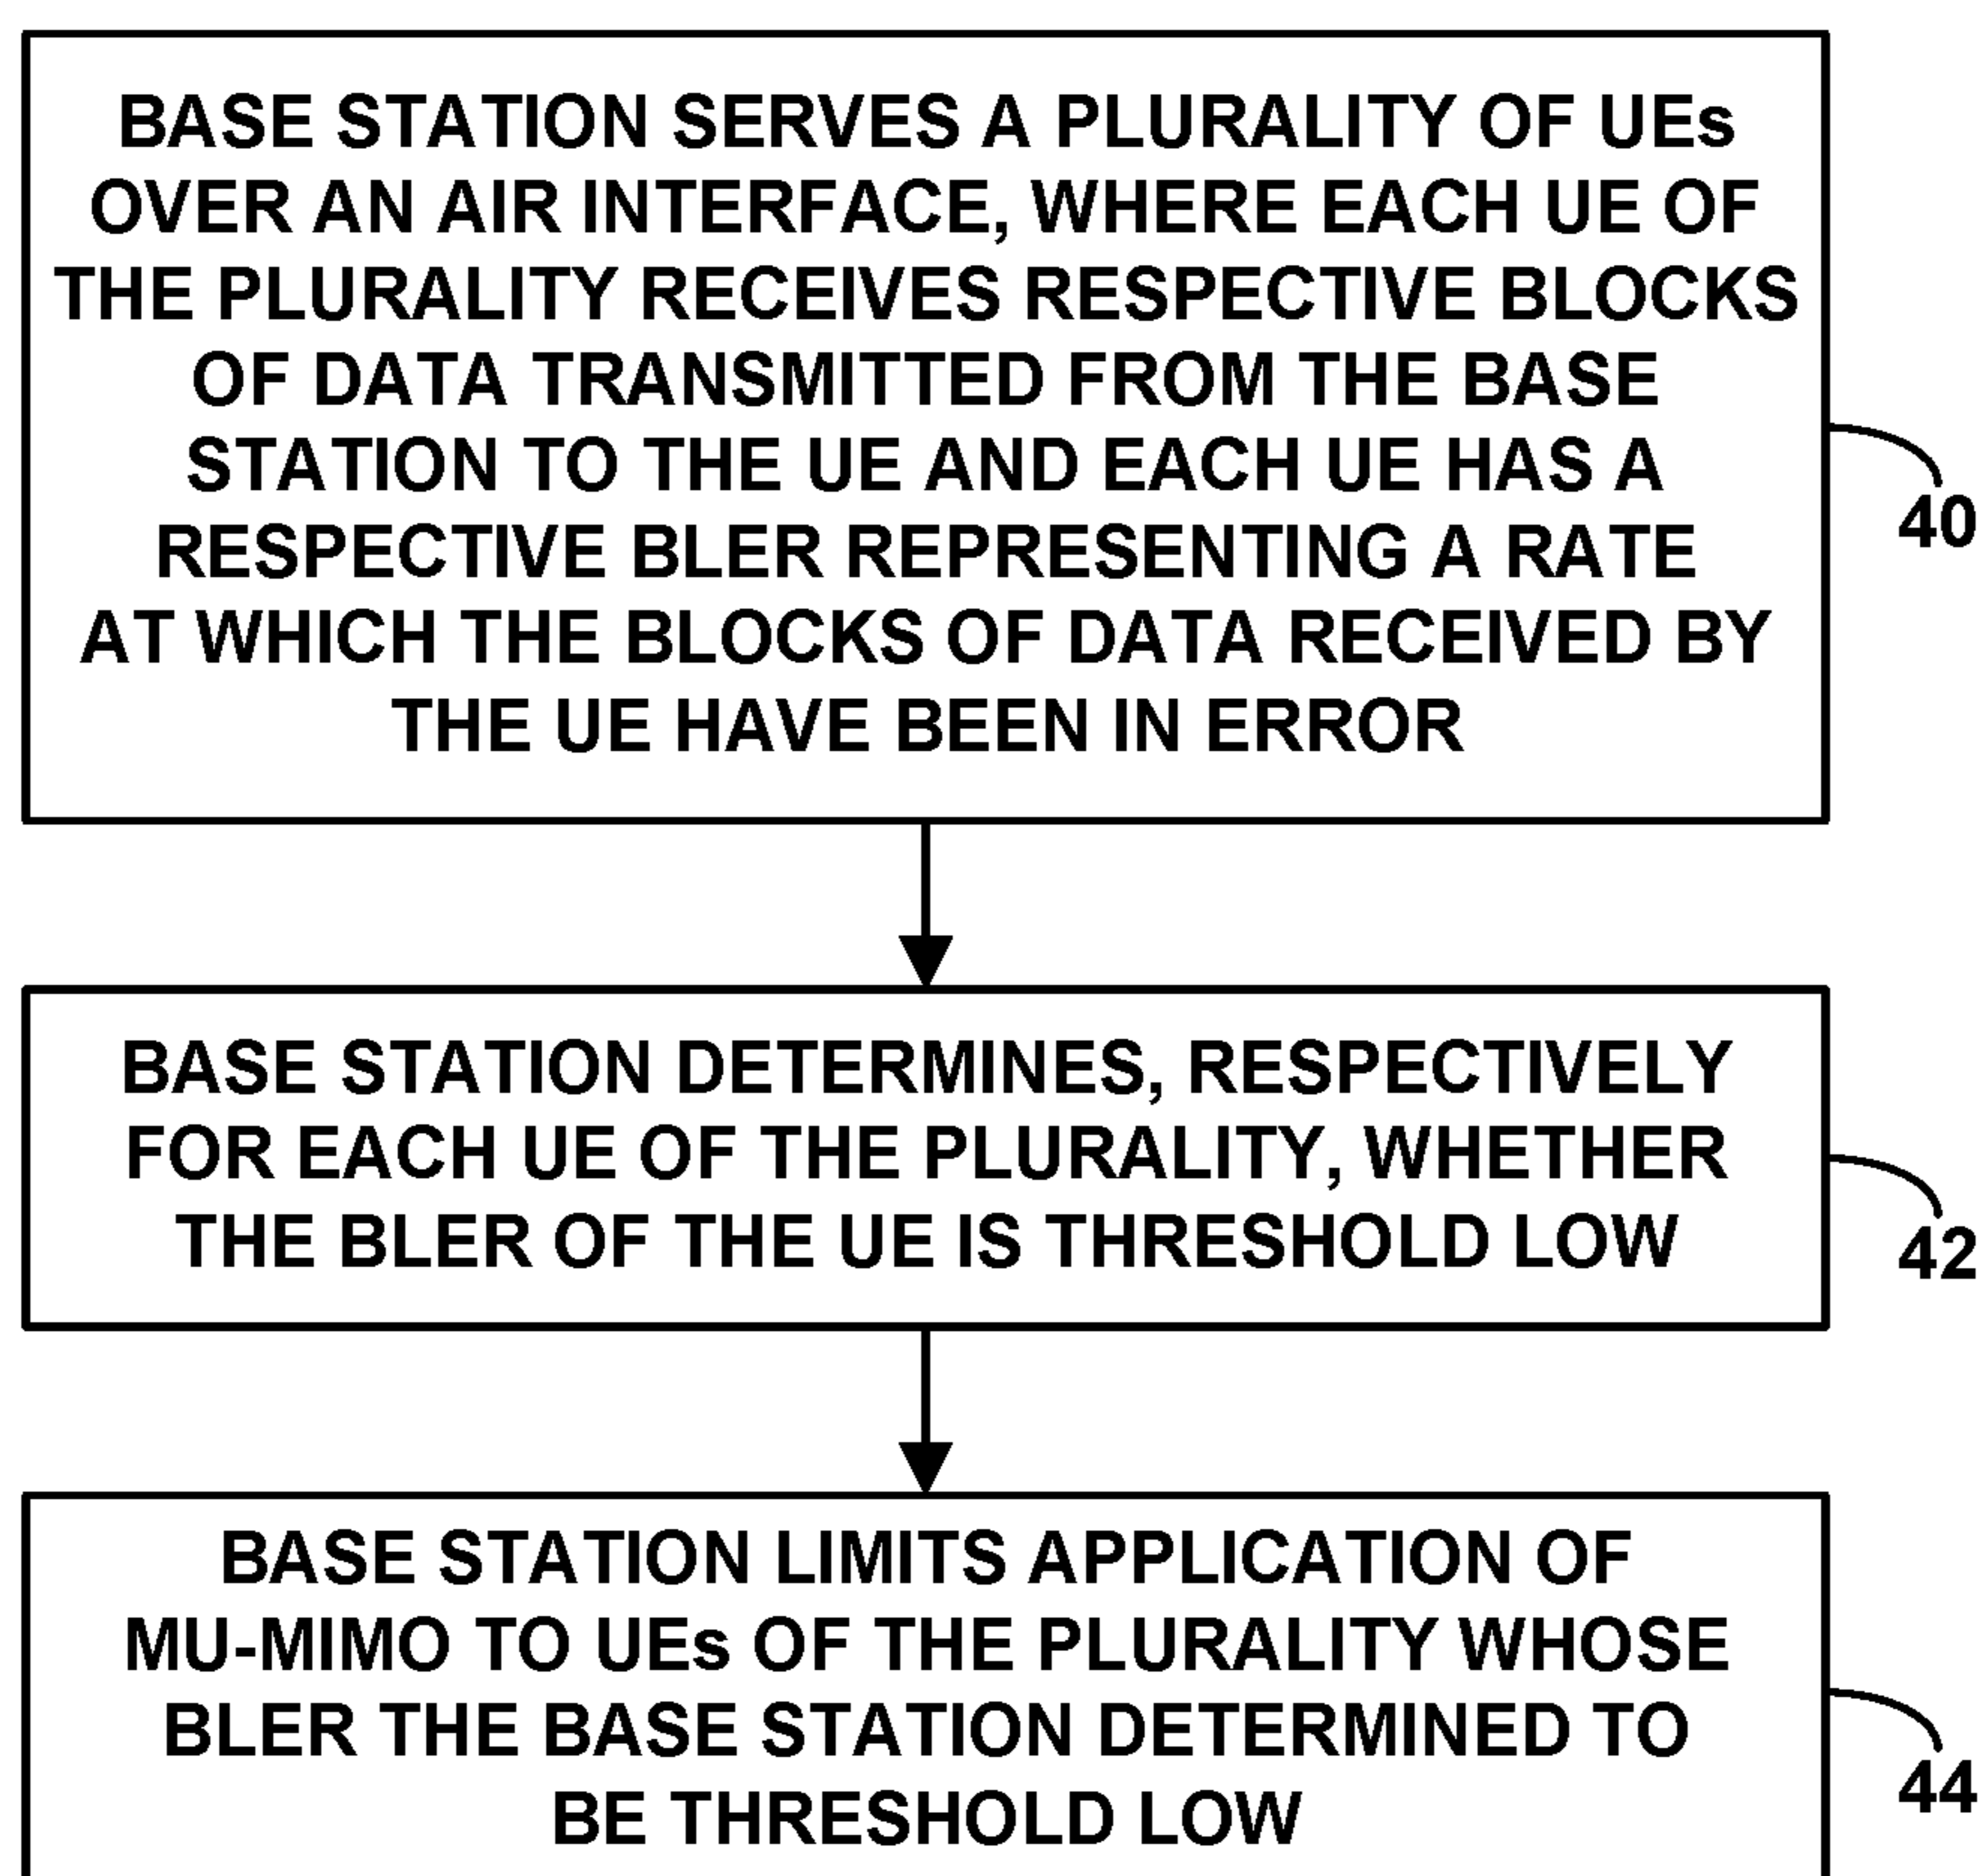 BASE STATION SERVES A PLURALITY OF UEs
OVER AN AIR INTERFACE, WHERE EACH UE OF
THE PLURALITY RECEIVES RESPECTIVE BLOCKS
OF DATA TRANSMITTED FROM THE BASE
STATION TO THE UE AND EACH UE HAS A
RESPECTIVE BLER REPRESENTING A RATE
AT WHICH THE BLOCKS OF DATA RECEIVED BY
THE UE HAVE BEEN IN ERROR
40
BASE STATION DETERMINES, RESPECTIVELY
FOR EACH UE OF THE PLURALITY, WHETHER
THE BLER OF THE UE IS THRESHOLD LOW
42
BASE STATION LIMITS APPLICATION OF
MU-MIMO TO UEs OF THE PLURALITY WHOSE
BLER THE BASE STATION DETERMINED TO
BE THRESHOLD LOW
44